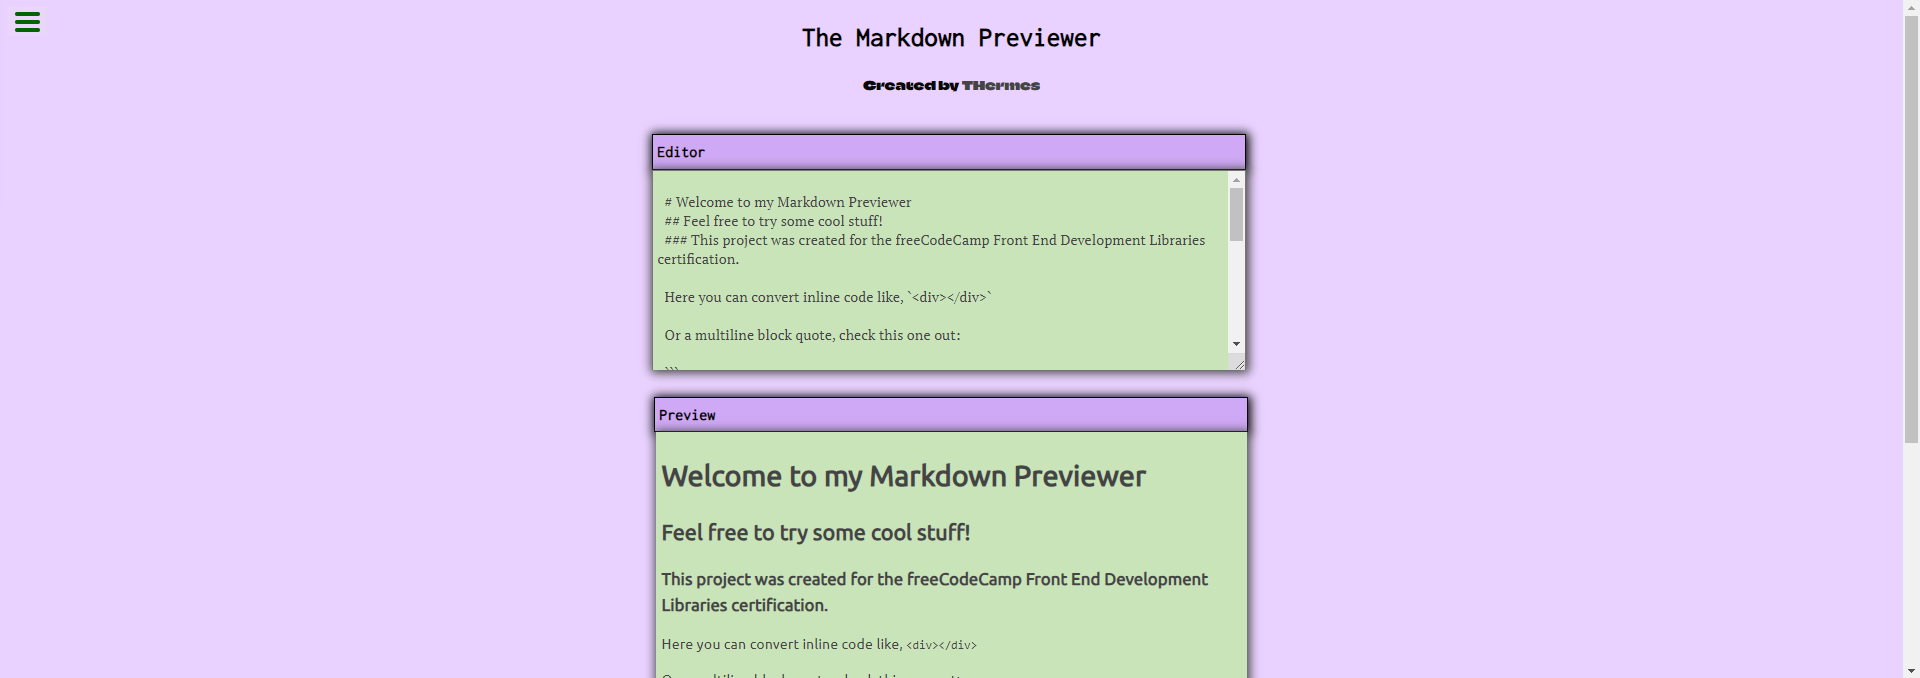 The Markdown Previewer
Created by THermes
Editor
# Welcome to my Markdown Previewer
## Feel free to try some cool stuff!
### This project was created for the freeCodeCamp Front End Development Libraries
certification.
Here you can convert inline code like, `<div></div>`
Or a multiline block quote, check this one out:
```
Preview
Welcome to my Markdown Previewer
Feel free to try some cool stuff!
This project was created for the freeCodeCamp Front End Development
Libraries certification.
Here you can convert inline code like, <div></div>